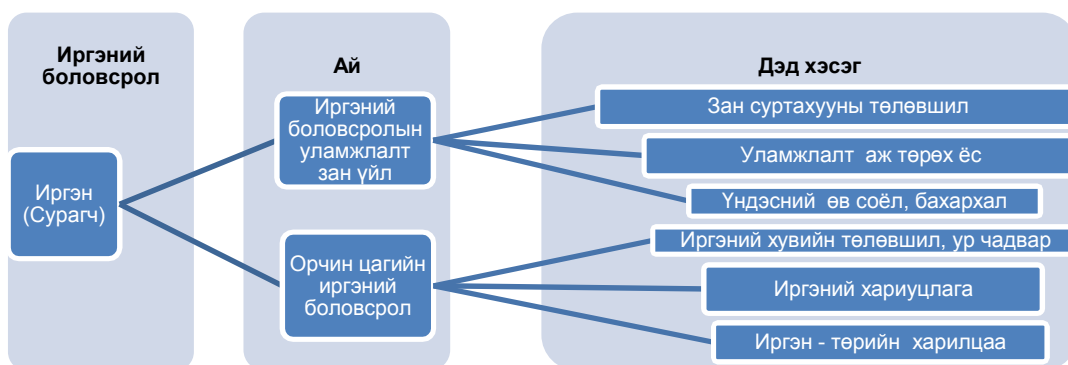 Иргэний
боловсрол
Иргэн
(Сурагч)
Ай
Иргэний
боловсролын
уламжлалт
зан үйл
Орчин цагийн
иргэний
боловсрол
Дэд хэсэг
Зан суртахууны төлөвшил
Уламжлалт аж төрөх ёс
Үндэсний өв соёл, бахархал
Иргэний хувийн төлөвшил, ур чадвар
Иргэний хариуцлага
Иргэн - төрийн харилцаа